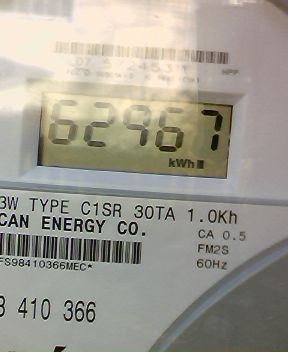 62967
kWh
3W TYPE C1SR 30TA 1.0Kh
CAN ENERGY CO.
CA 0.5
FM2S
FS98410366MEC*
60Hz
3 410 366